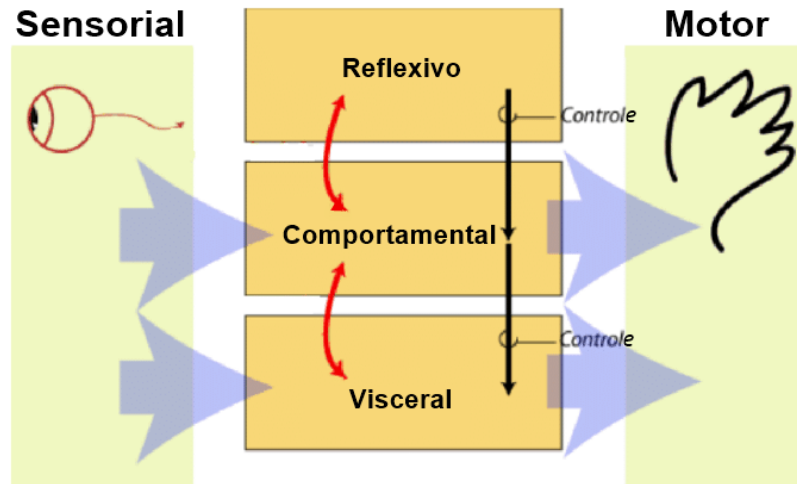 Sensorial
Motor
Reflexivo
Controle
Comportamental
Controle
Visceral